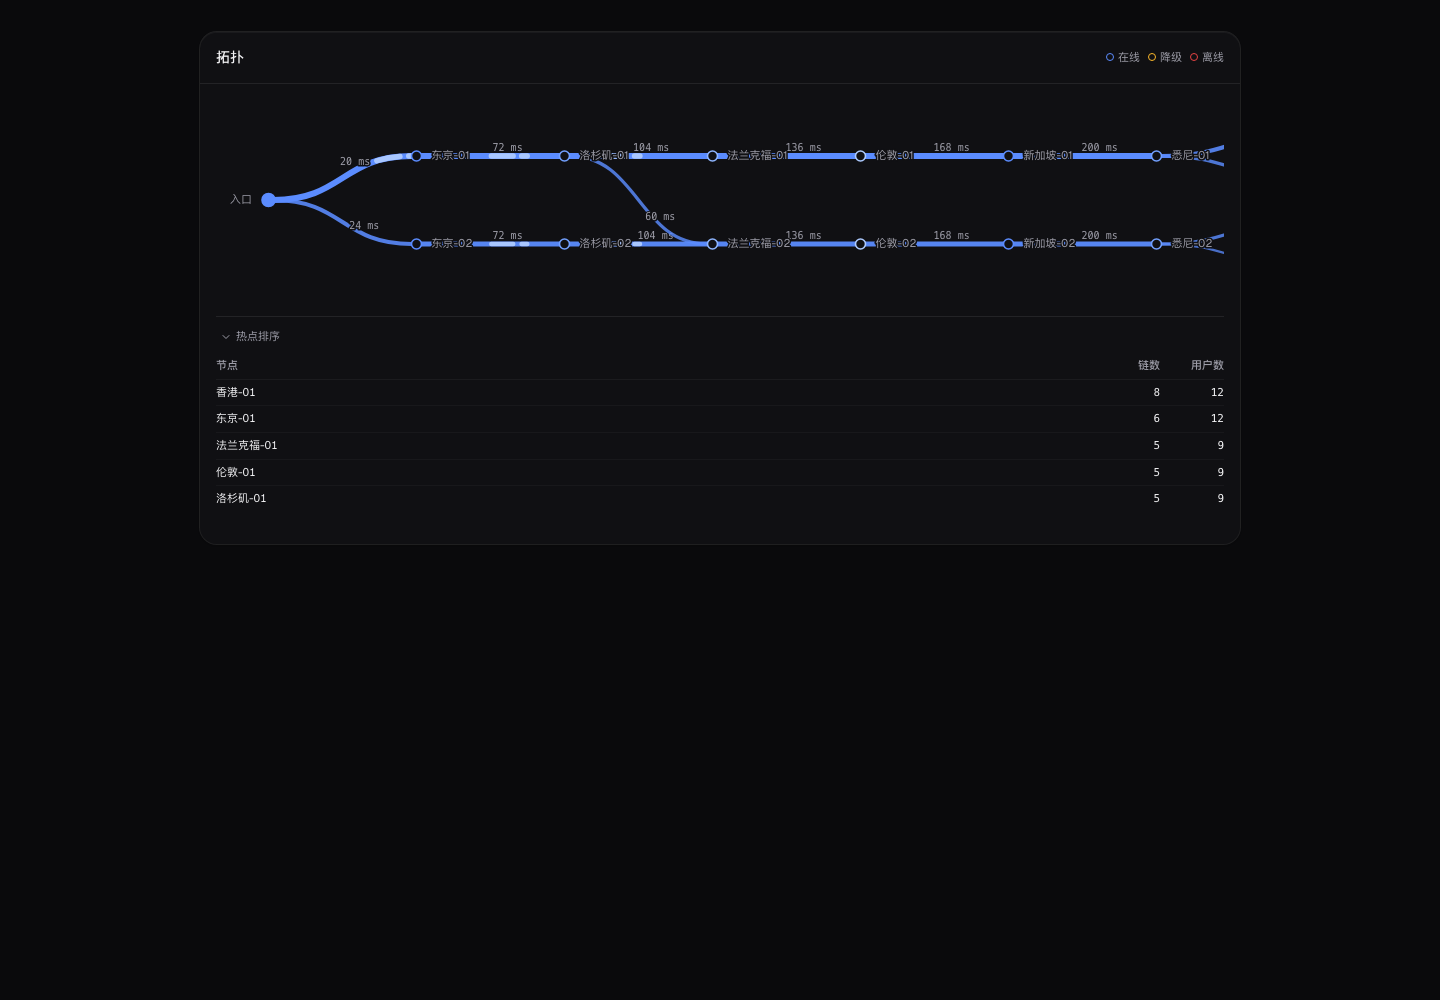 拓扑
在线 降级 离线
20 ms 72 ms 104 ms 136 ms 168 ms 200 ms
东京-01 洛杉矶-01 法兰克福-01 伦敦-01 新加坡-01 悉尼-01
入口
60 ms
24 ms 72 ms 104 ms 136 ms 168 ms 200 ms
东京-02 洛杉矶-02 法兰克福-02 伦敦-02 新加坡-02 悉尼-02
热点排序
节点 链数 用户数
香港-01 8 12
东京-01 6 12
法兰克福-01 5 9
伦敦-01 5 9
洛杉矶-01 5 9